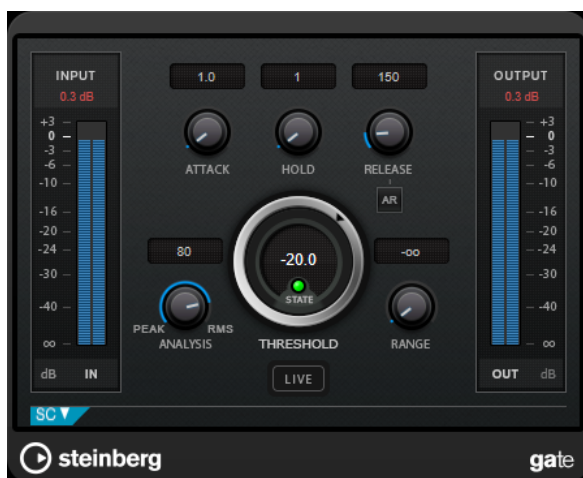 INPUT
0.3 dB
1.0
1
150
OUTPUT
0.3 dB
+3
0
-3
-6
-10
-16
-20
-24
-30
-40
∞
dB IN
ATTACK
HOLD
RELEASE
AR
80
-20.0
-∞
STATE
PEAK RMS
ANALYSIS
THRESHOLD
RANGE
LIVE
+3
0
-3
-6
-10
-16
-20
-24
-30
-40
∞
OUT dB
SC
steinberg
gate